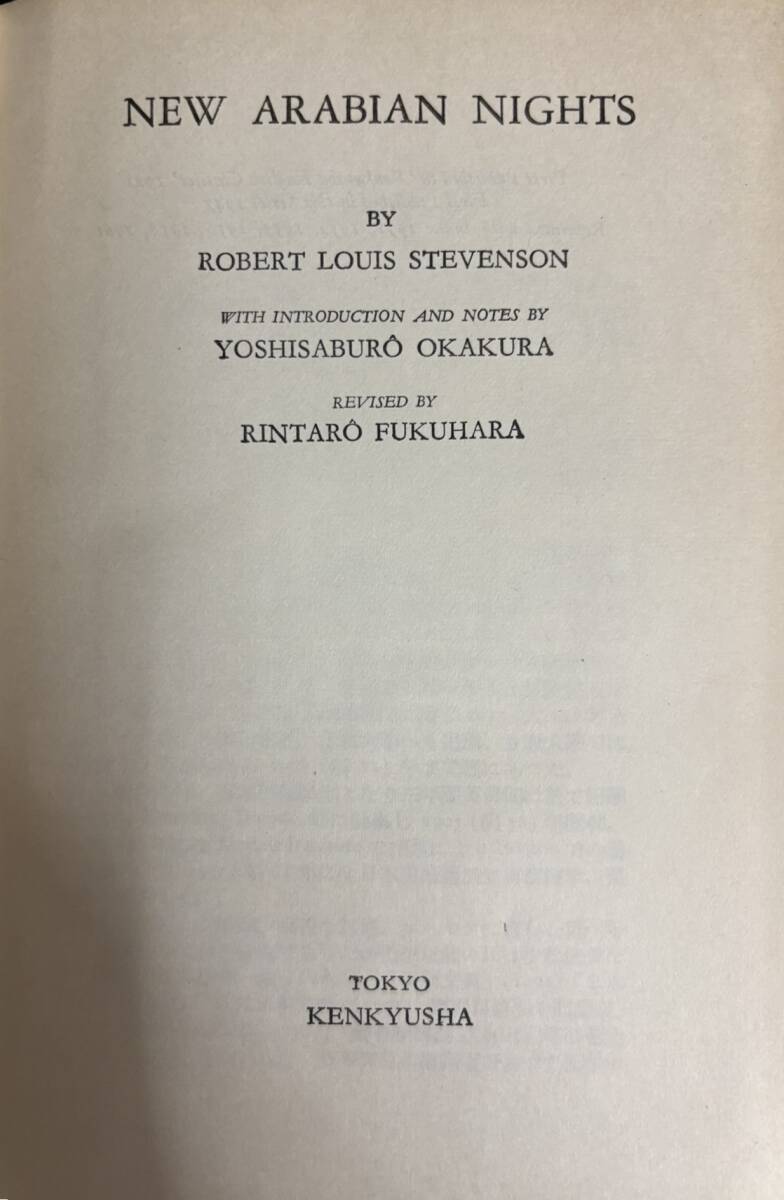 NEW ARABIAN NIGHTS
BY
ROBERT LOUIS STEVENSON
WITH INTRODUCTION AND NOTES BY
YOSHISABURÔ OKAKURA
REVISED BY
RINTARÔ FUKUHARA
TOKYO
KENKYUSHA